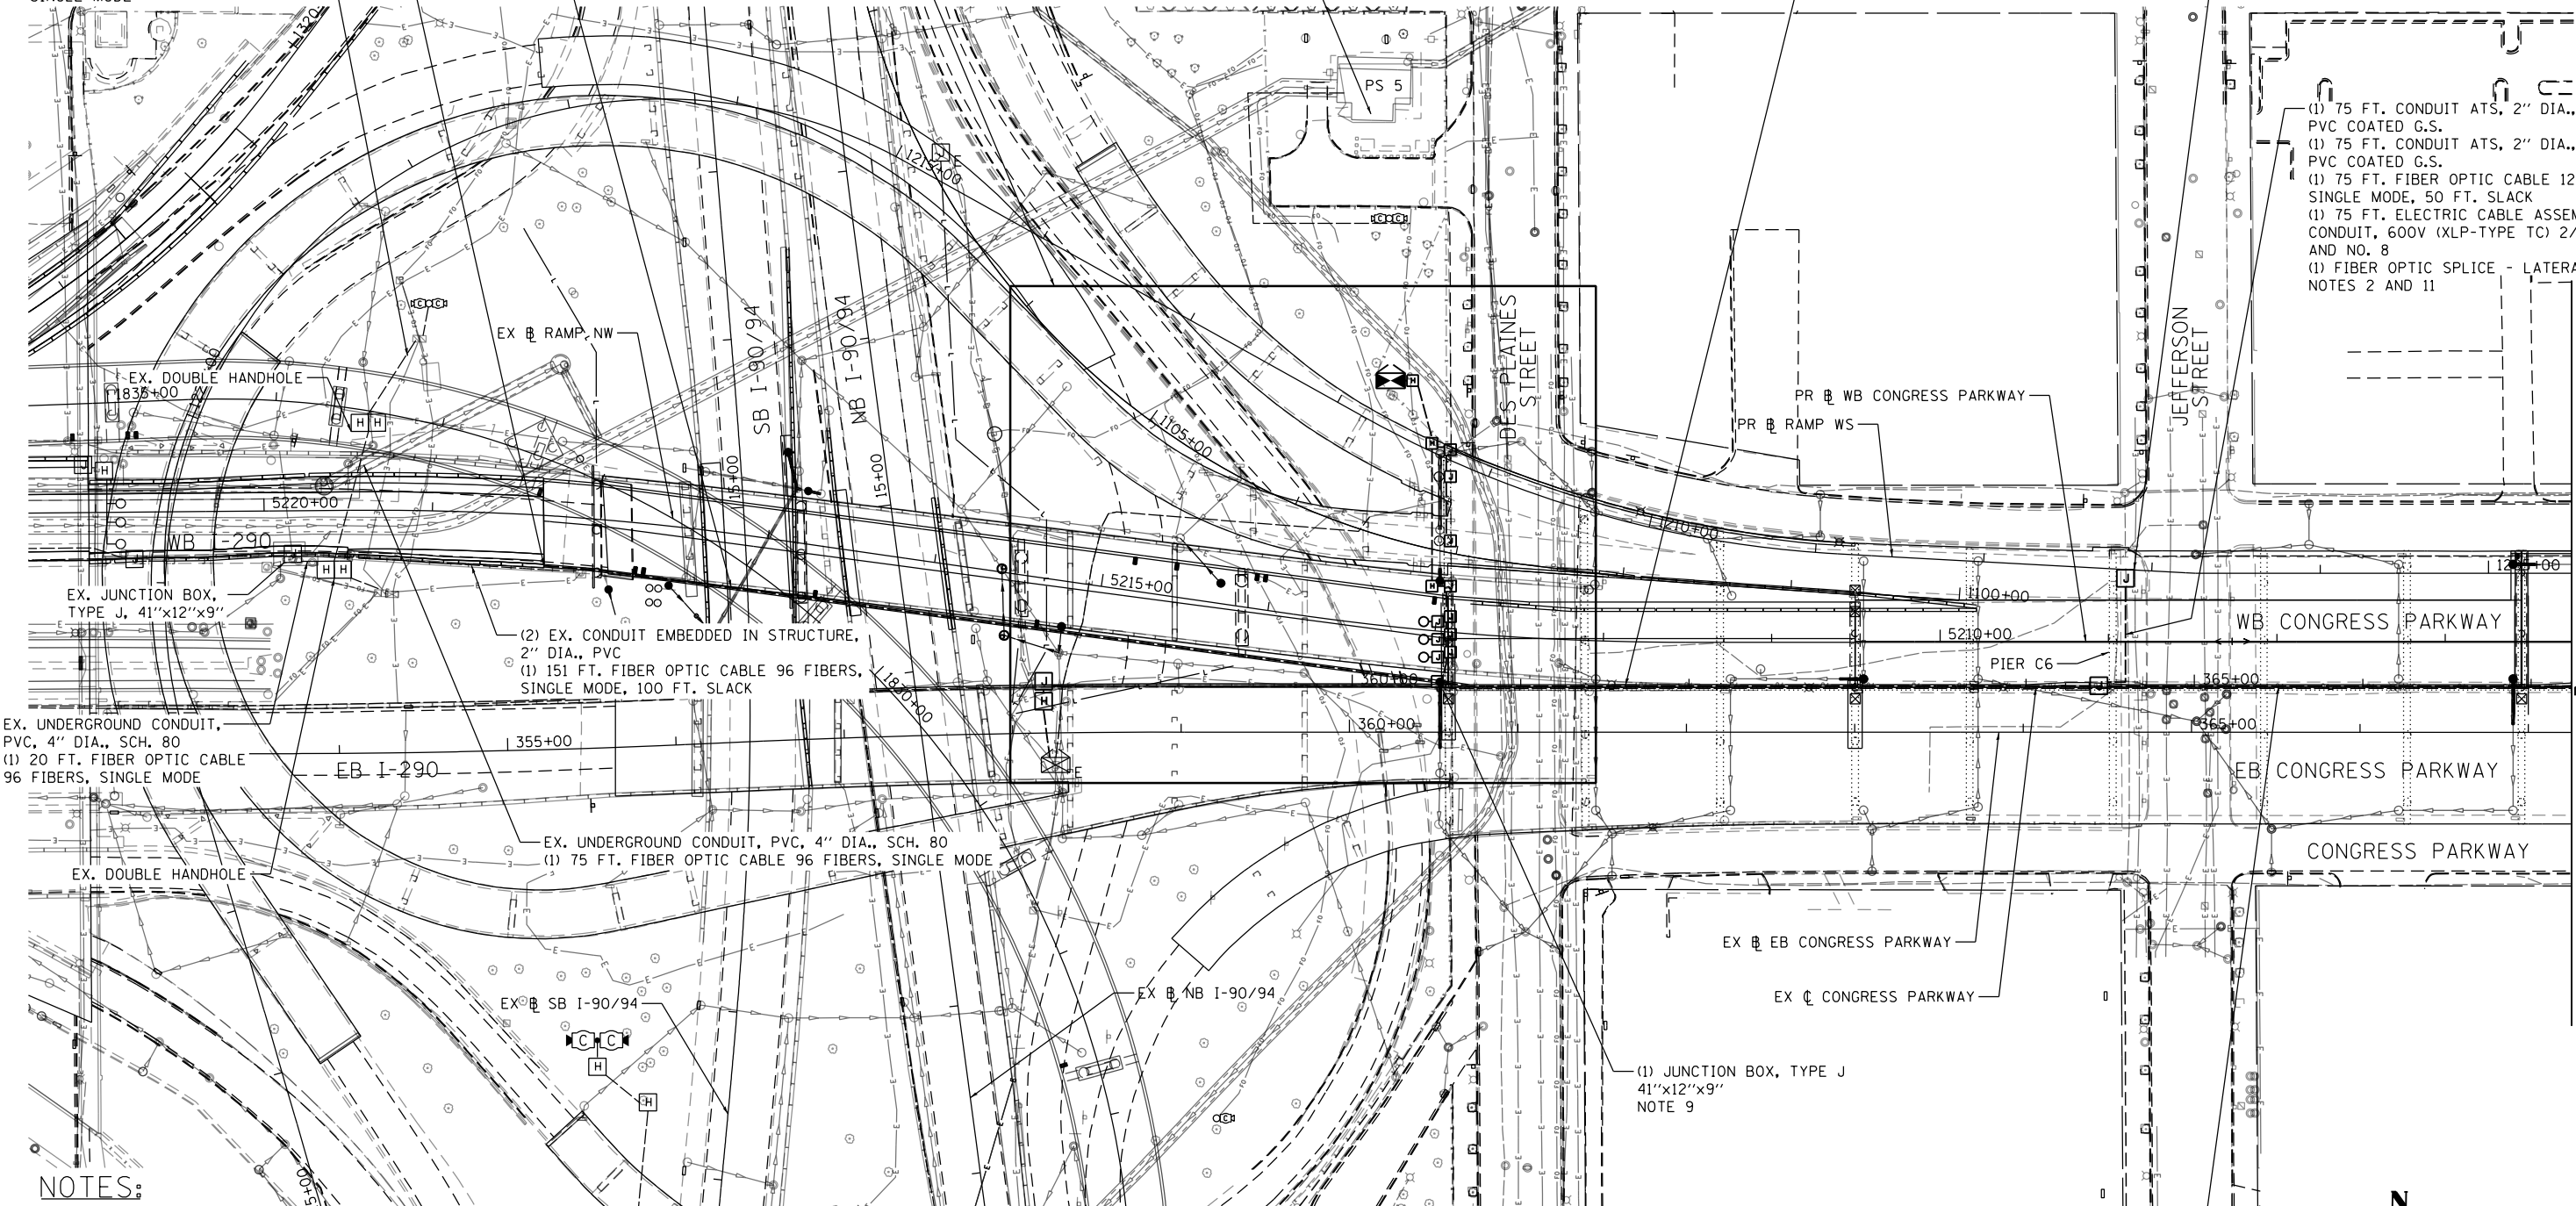 PS 5
(1) 75 FT. CONDUIT ATS, 2" DIA.,
PVC COATED G.S.
(1) 75 FT. CONDUIT ATS, 2" DIA.,
PVC COATED G.S.
(1) 75 FT. FIBER OPTIC CABLE 12
SINGLE MODE, 50 FT. SLACK
(1) 75 FT. ELECTRIC CABLE
CONDUIT, 600V (XLP-TYPE TC)
AND NO. 8
(1) FIBER OPTIC SPLICE -
NOTES 2 AND 11
1215+00
EX B RAMP NW
SB I-90/94
NB I-90/94
DES PLAINES
STREET
JEFFERSON
STREET
EX. DOUBLE HANDHOLE
1835+00
1105+00
PR B WB CONGRESS PARKWAY
PR B RAMP WS
15+00
15+00
5220+00
1210+00
WB I-290
5215+00
1100+00
EX. JUNCTION BOX,
TYPE J, 41"x12"x9"
(2) EX. CONDUIT EMBEDDED IN STRUCTURE,
2" DIA., PVC
(1) 151 FT. FIBER OPTIC CABLE 96 FIBERS,
SINGLE MODE, 100 FT. SLACK
WB CONGRESS PARKWAY
5210+00
PIER C6
360+00
365+00
EX. UNDERGROUND CONDUIT,
PVC, 4" DIA., SCH. 80
(1) 20 FT. FIBER OPTIC CABLE
96 FIBERS, SINGLE MODE
355+00
360+00
365+00
EB I-290
EB CONGRESS PARKWAY
EX. UNDERGROUND CONDUIT, PVC, 4" DIA., SCH. 80
(1) 75 FT. FIBER OPTIC CABLE 96 FIBERS, SINGLE MODE
EX. DOUBLE HANDHOLE
CONGRESS PARKWAY
EX B EB CONGRESS PARKWAY
EX B SB I-90/94
EX B NB I-90/94
EX C CONGRESS PARKWAY
(1) JUNCTION BOX, TYPE J
41"x12"x9"
NOTE 9
NOTES:
N